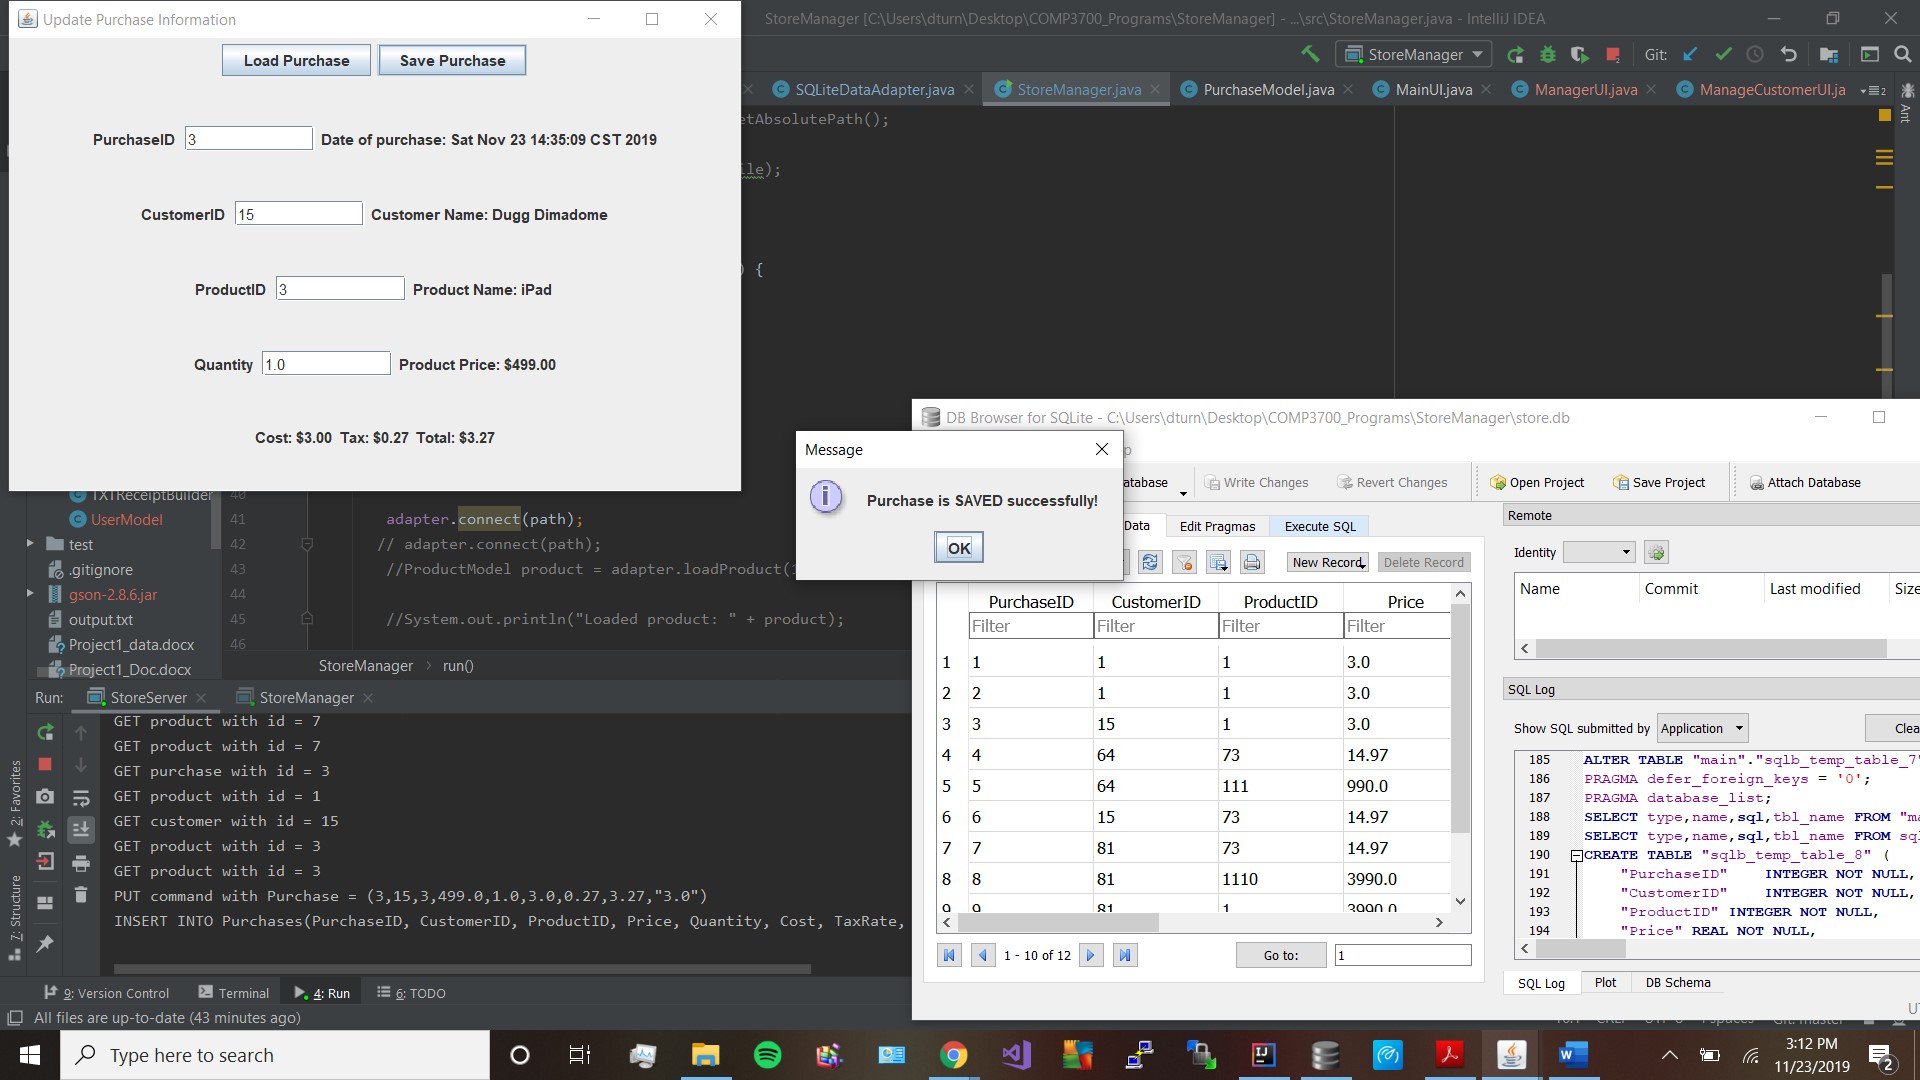 Update Purchase Information
Load Purchase
Save Purchase
PurchaseID 3 Date of purchase: Sat Nov 23 14:35:09 CST 2019
CustomerID 15 Customer Name: Dugg Dimadome
ProductID 3 Product Name: iPad
Quantity 1.0 Product Price: $499.00
Cost: $3.00 Tax: $0.27 Total: $3.27
StoreManager [C:\Users\dturn\Desktop\COMP3700_Programs\StoreManager] - ...\src\StoreManager.java - IntelliJ IDEA
StoreManager Git:
SQLiteDataAdapter.java StoreManager.java PurchaseModel.java MainUI.java ManagerUI.java ManageCustomerUI.ja
Ant
etAbsolutePath();
ile);
) {
TXTReceiptBuilder
UserModel
test
.gitignore
gson-2.8.6.jar
output.txt
Project1_data.docx
Project1_Doc.docx
40
41 adapter.connect(path);
42 // adapter.connect(path);
43 //ProductModel product = adapter.loadProduct(
44
45 //System.out.println("Loaded product: " + product);
46
StoreManager > run()
Message
Purchase is SAVED successfully!
OK
Run: StoreServer StoreManager
GET product with id = 7
GET product with id = 7
GET purchase with id = 3
GET product with id = 1
GET customer with id = 15
GET product with id = 3
GET product with id = 3
PUT command with Purchase = (3,15,3,499.0,1.0,3.0,0.27,3.27,"3.0")
INSERT INTO Purchases(PurchaseID, CustomerID, ProductID, Price, Quantity, Cost, TaxRate,
2: Favorites
7: Structure
9: Version Control Terminal 4: Run 6: TODO
All files are up-to-date (43 minutes ago)
DB Browser for SQLite - C:\Users\dturn\Desktop\COMP3700_Programs\StoreManager\store.db
p
atabase Write Changes Revert Changes Open Project Save Project Attach Database
Data Edit Pragmas Execute SQL
New Record Delete Record
PurchaseID CustomerID ProductID Price
Filter Filter Filter Filter
1 1 1 1 3.0
2 2 1 1 3.0
3 3 15 1 3.0
4 4 64 73 14.97
5 5 64 111 990.0
6 6 15 73 14.97
7 7 81 73 14.97
8 8 81 1110 3990.0
9 9 81 1 3990.0
1 - 10 of 12 Go to: 1
Remote
Identity
Name Commit Last modified Size
SQL Log
Show SQL submitted by Application Clea
185 ALTER TABLE "main"."sqlb_temp_table_7"
186 PRAGMA defer_foreign_keys = '0';
187 PRAGMA database_list;
188 SELECT type,name,sql,tbl_name FROM "ma
189 SELECT type,name,sql,tbl_name FROM sq
190 CREATE TABLE "sqlb_temp_table_8" (
191 "PurchaseID" INTEGER NOT NULL,
192 "CustomerID" INTEGER NOT NULL,
193 "ProductID" INTEGER NOT NULL,
194 "Price" REAL NOT NULL,
SQL Log Plot DB Schema
Type here to search
3:12 PM
11/23/2019
2